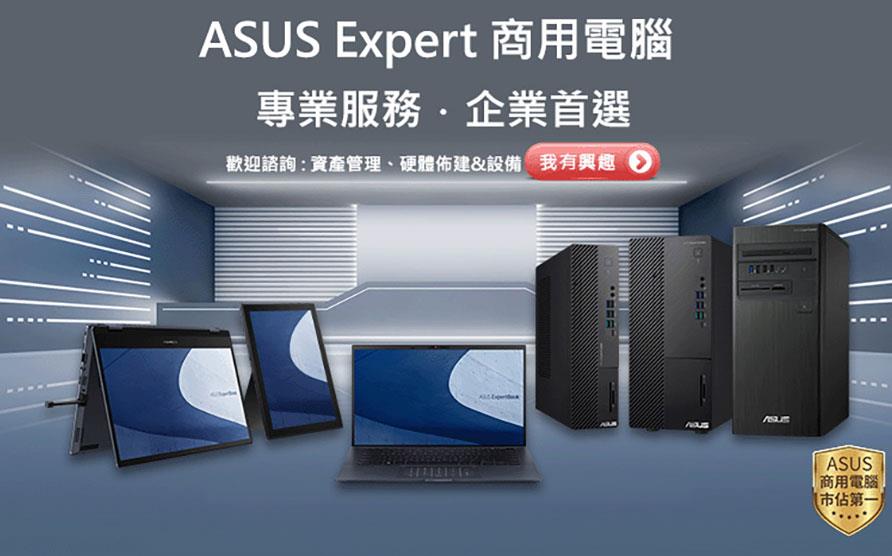 ASUS Expert 商用電腦
專業服務．企業首選
歡迎諮詢:資產管理、硬體佈建&設備 我有興趣
ASUS ExpertBook
ASUS
ASUS
ASUS
ASUS
商用電腦
市佔第一